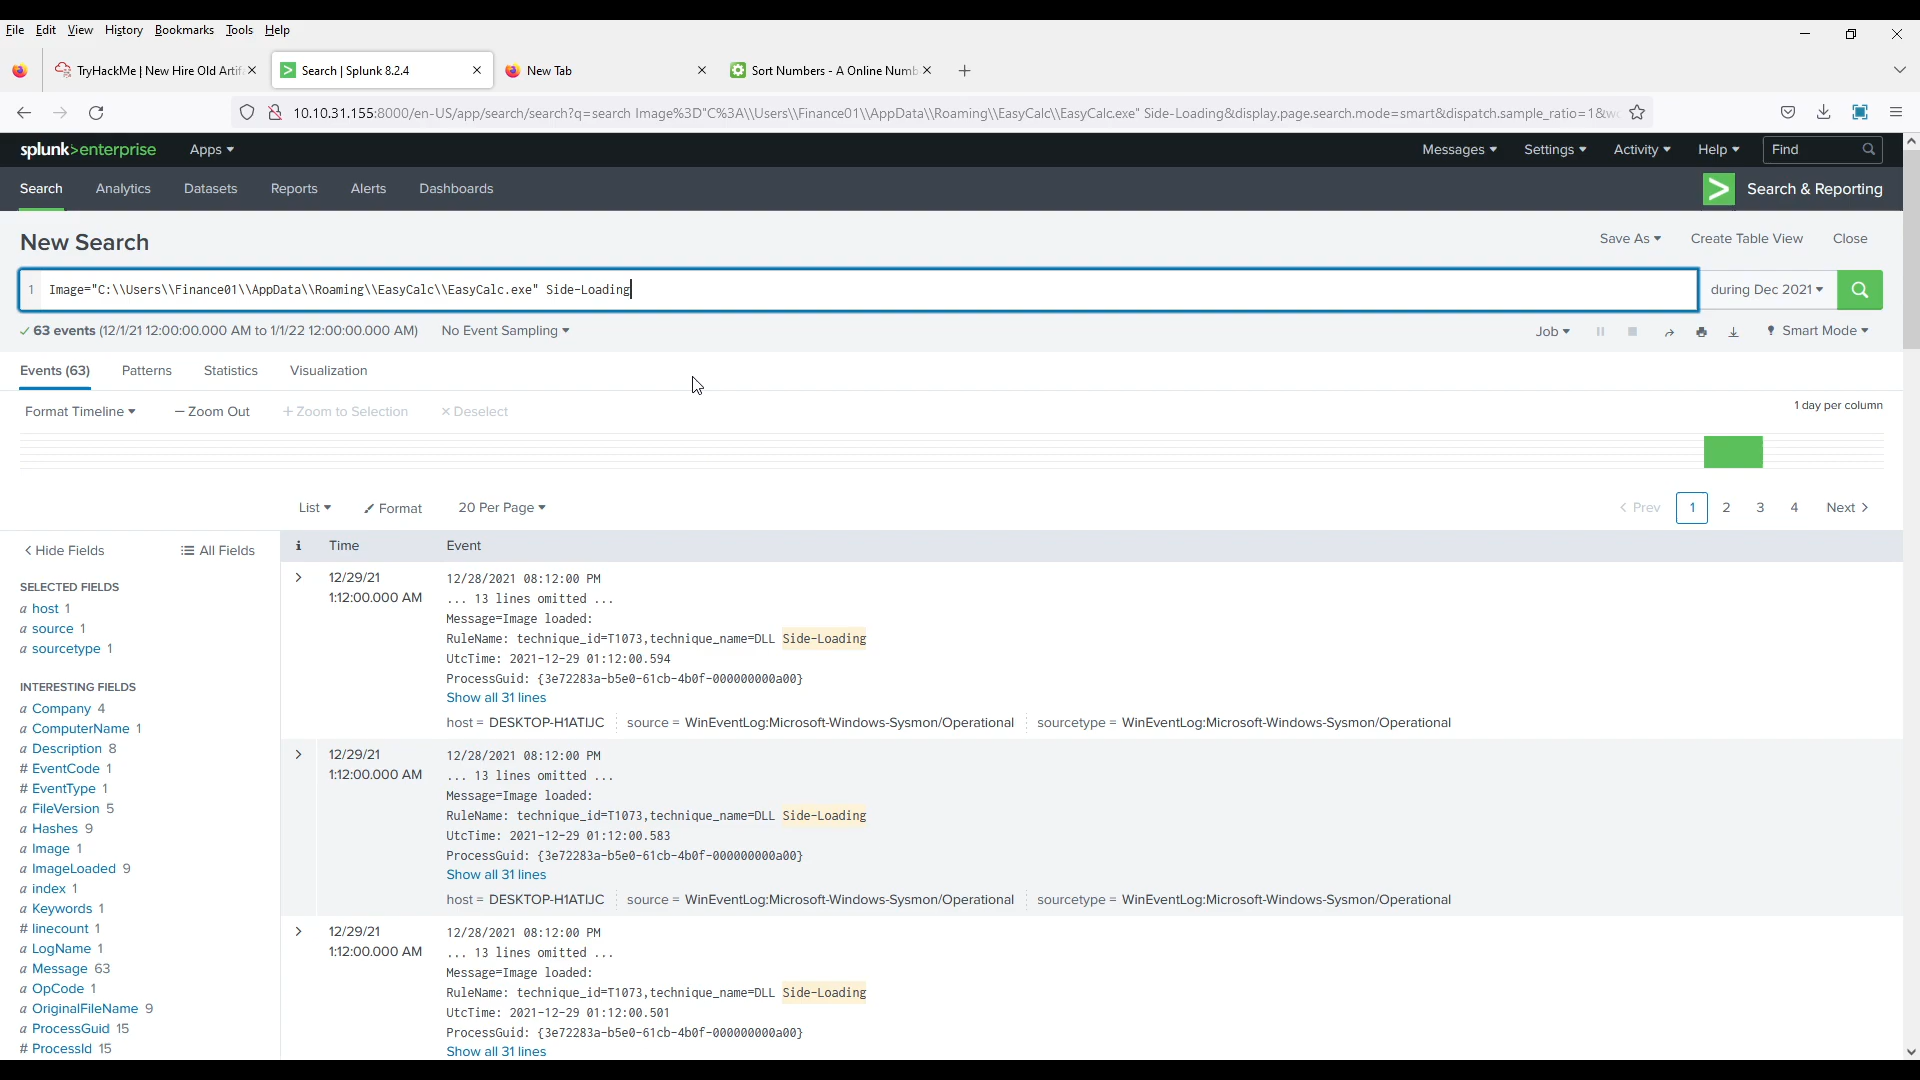 File Edit View History Bookmarks Tools Help
TryHackMe | New Hire Old Artif
Search | Splunk 8.2.4
New Tab
Sort Numbers - A Online Numb
10.10.31.155:8000/en-US/app/search/search?q=search Image%3D"C%3A\\Users\\Finance01\\AppData\\Roaming\\EasyCalc\\EasyCalc.exe" Side-Loading&display.page.search.mode=smart&dispatch.sample_ratio=1&
splunk>enterprise Apps Messages Settings Activity Help Find
Search Analytics Datasets Reports Alerts Dashboards Search & Reporting
New Search Save As Create Table View Close
1 Image="C:\\Users\\Finance01\\AppData\\Roaming\\EasyCalc\\EasyCalc.exe" Side-Loading during Dec 2021
63 events (12/1/21 12:00:00.000 AM to 1/1/22 12:00:00.000 AM) No Event Sampling Job Smart Mode
Events (63) Patterns Statistics Visualization
Format Timeline — Zoom Out + Zoom to Selection × Deselect 1 day per column
List Format 20 Per Page < Prev 1 2 3 4 Next >
< Hide Fields All Fields
SELECTED FIELDS
a host 1
a source 1
a sourcetype 1
INTERESTING FIELDS
a Company 4
a ComputerName 1
a Description 8
# EventCode 1
# EventType 1
a FileVersion 5
a Hashes 9
a Image 1
a ImageLoaded 9
a index 1
a Keywords 1
# linecount 1
a LogName 1
a Message 63
a OpCode 1
a OriginalFileName 9
a ProcessGuid 15
# ProcessId 15
i Time Event
12/29/21
1:12:00.000 AM
12/28/2021 08:12:00 PM
... 13 lines omitted ...
Message=Image loaded:
RuleName: technique_id=T1073,technique_name=DLL Side-Loading
UtcTime: 2021-12-29 01:12:00.594
ProcessGuid: {3e72283a-b5e0-61cb-4b0f-000000000a00}
Show all 31 lines
host = DESKTOP-H1ATIJC source = WinEventLog:Microsoft-Windows-Sysmon/Operational sourcetype = WinEventLog:Microsoft-Windows-Sysmon/Operational
12/29/21
1:12:00.000 AM
12/28/2021 08:12:00 PM
... 13 lines omitted ...
Message=Image loaded:
RuleName: technique_id=T1073,technique_name=DLL Side-Loading
UtcTime: 2021-12-29 01:12:00.583
ProcessGuid: {3e72283a-b5e0-61cb-4b0f-000000000a00}
Show all 31 lines
host = DESKTOP-H1ATIJC source = WinEventLog:Microsoft-Windows-Sysmon/Operational sourcetype = WinEventLog:Microsoft-Windows-Sysmon/Operational
12/29/21
1:12:00.000 AM
12/28/2021 08:12:00 PM
... 13 lines omitted ...
Message=Image loaded:
RuleName: technique_id=T1073,technique_name=DLL Side-Loading
UtcTime: 2021-12-29 01:12:00.501
ProcessGuid: {3e72283a-b5e0-61cb-4b0f-000000000a00}
Show all 31 lines